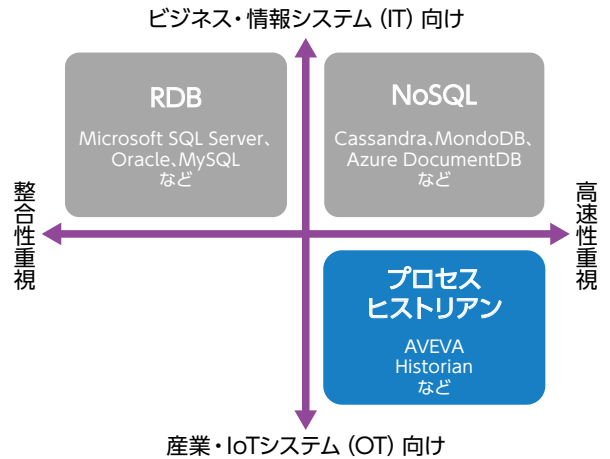 ビジネス・情報システム (IT) 向け
RDB
Microsoft SQL Server、
Oracle、MySQL
など
NoSQL
Cassandra、MondoDB、
Azure DocumentDB
など
整合性重視
高速性重視
プロセス
ヒストリアン
AVEVA
Historian
など
産業・IoTシステム (OT) 向け